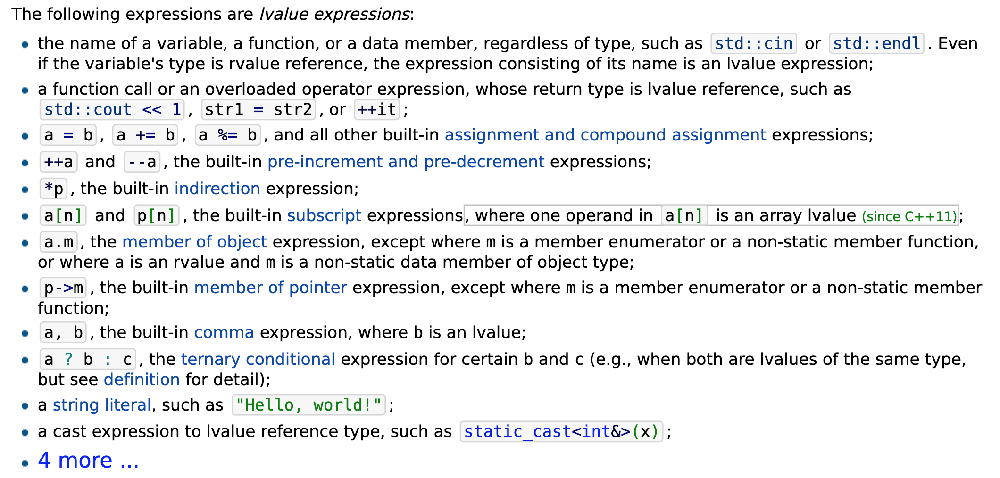 The following expressions are lvalue expressions:
the name of a variable, a function, or a data member, regardless of type, such as std::cin or std::endl. Even
if the variable's type is rvalue reference, the expression consisting of its name is an lvalue expression;
a function call or an overloaded operator expression, whose return type is lvalue reference, such as
std::cout << 1, str1 = str2, or ++it;
a = b, a += b, a %= b, and all other built-in assignment and compound assignment expressions;
++a and --a, the built-in pre-increment and pre-decrement expressions;
*p, the built-in indirection expression;
a[n] and p[n], the built-in subscript expressions, where one operand in a[n] is an array lvalue (since C++11);
a.m, the member of object expression, except where m is a member enumerator or a non-static member function,
or where a is an rvalue and m is a non-static data member of object type;
p->m, the built-in member of pointer expression, except where m is a member enumerator or a non-static member
function;
a, b, the built-in comma expression, where b is an lvalue;
a ? b : c, the ternary conditional expression for certain b and c (e.g., when both are lvalues of the same type,
but see definition for detail);
a string literal, such as "Hello, world!";
a cast expression to lvalue reference type, such as static_cast<int&>(x);
4 more ...